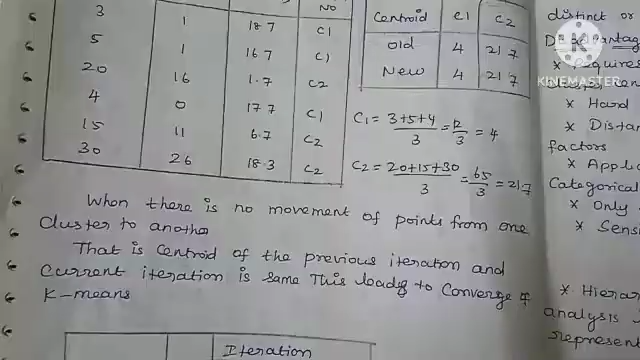 NO
3 1 18.7 C1
5 1 16.7 C1
20 16 1.7 C2
4 0 17.7 C1
15 11 6.7 C2
30 26 18.3 C2
Centroid C1 C2
Old 4 21.7
New 4 21.7
C1 = 3+5+4/3 = 12/3 = 4
C2 = 20+15+30/3 = 65/3 = 21.7
When there is no movement of points from one
cluster to another
That is centroid of the previous iteration and
current iteration is same This leadg to converge of
K-means
Iteration
distinct or
requires
* Hard
* Distan
factors
* Applic
Categorical
* Only
* Sensi
* Hierar
analysis
represent
KINEMASTER